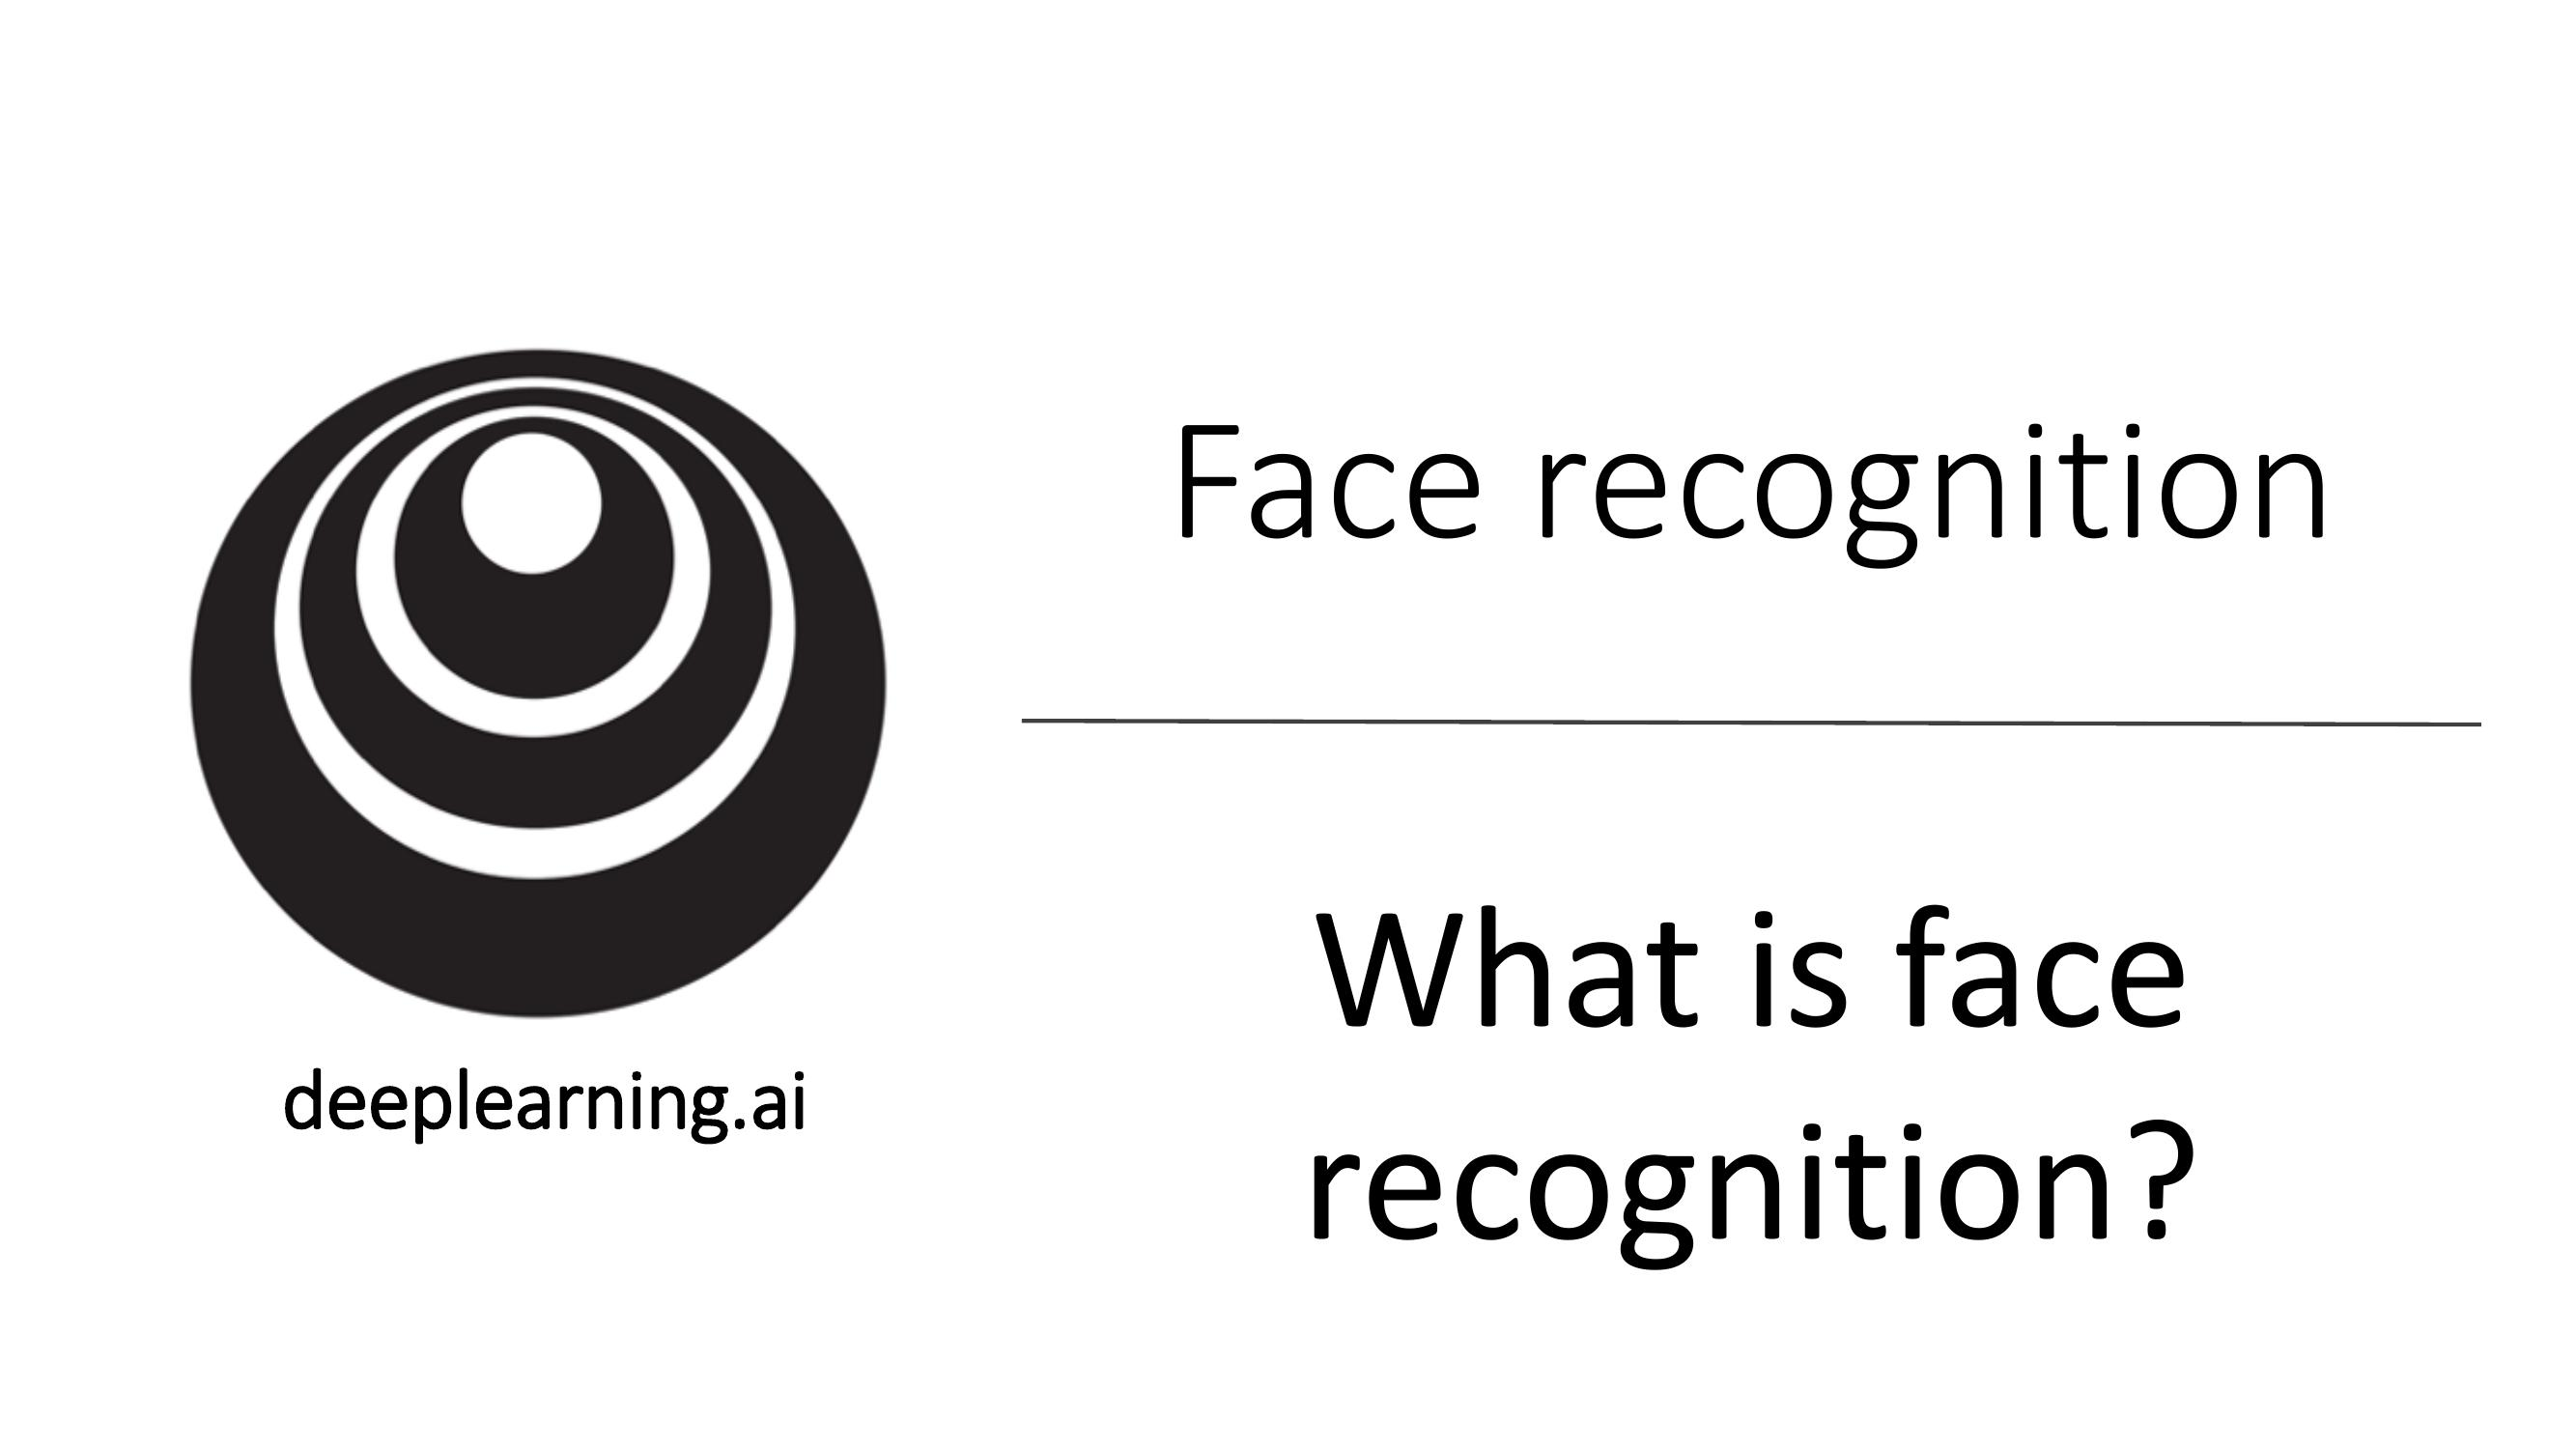 deeplearning.ai
Face recognition
What is face
recognition?